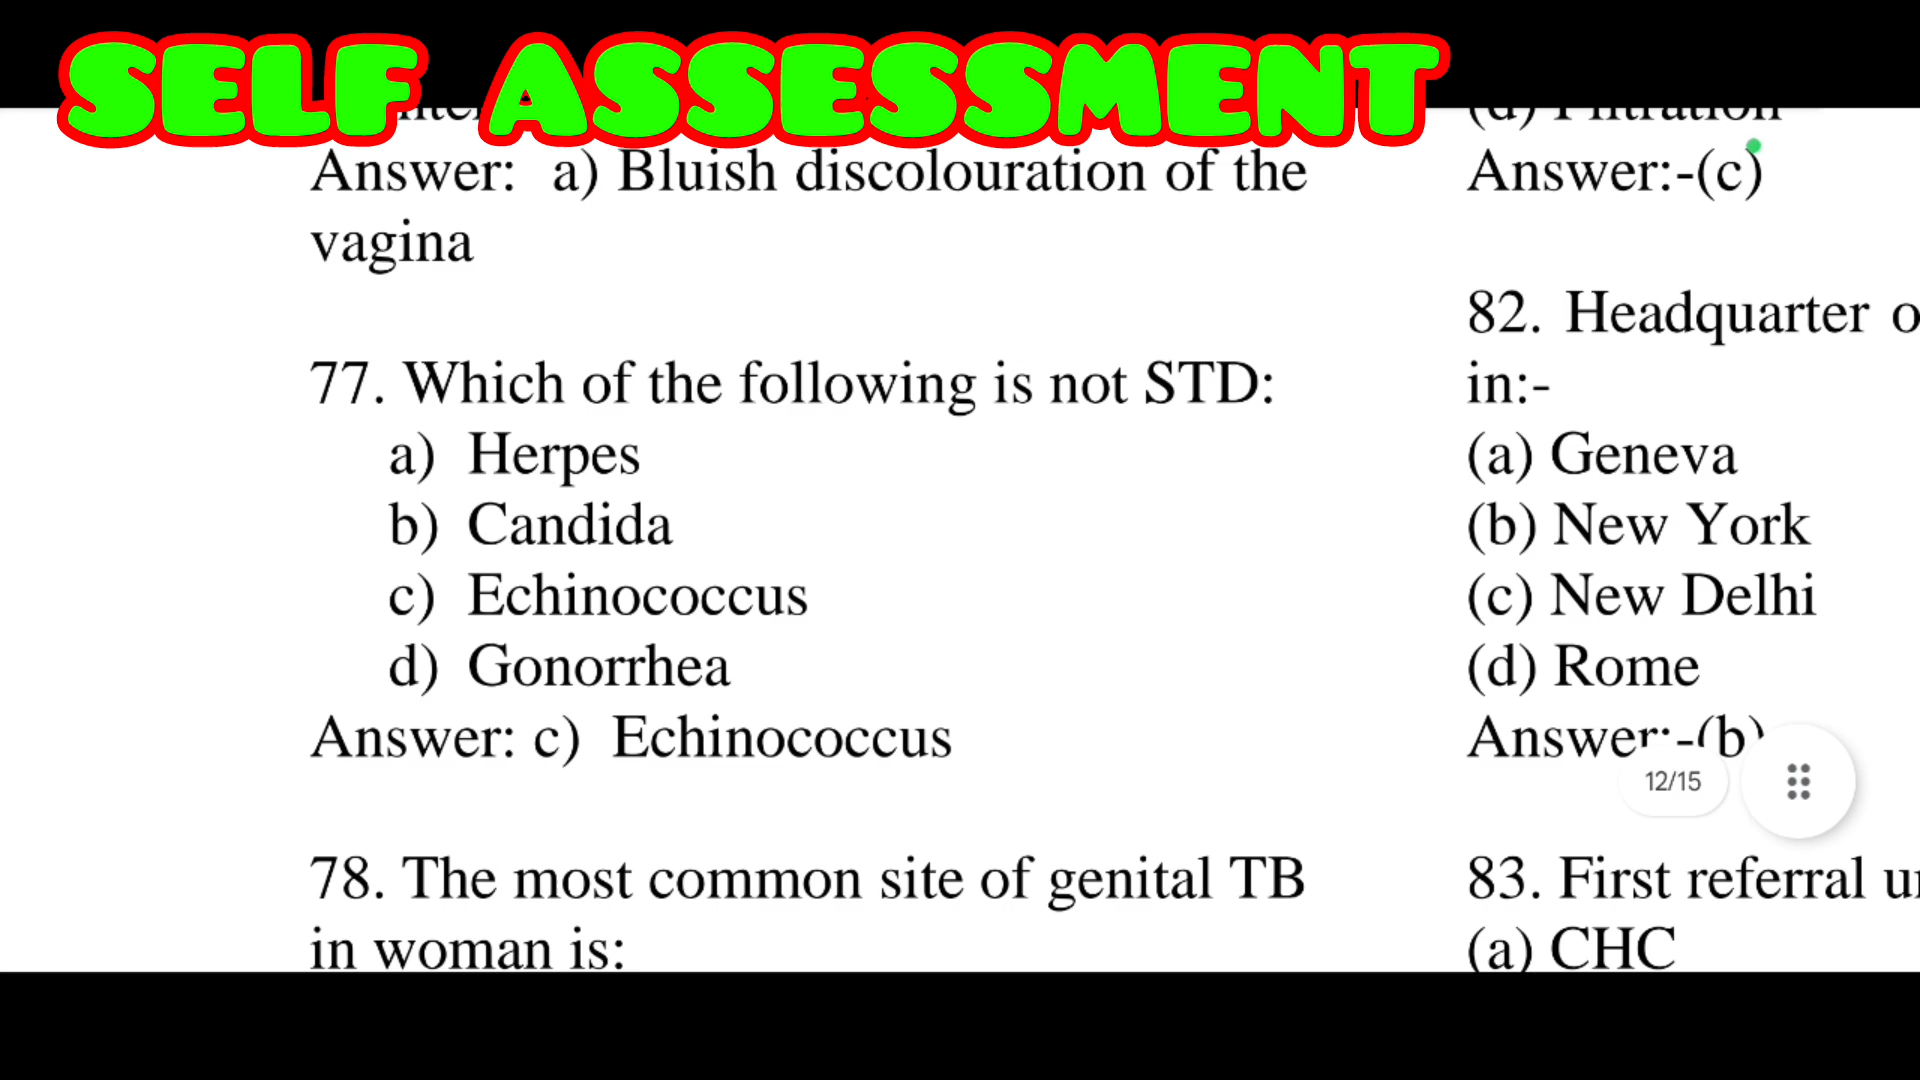 SELF ASSESSMENT
Answer: a) Bluish discolouration of the
vagina
77. Which of the following is not STD:
a) Herpes
b) Candida
c) Echinococcus
d) Gonorrhea
Answer: c) Echinococcus
78. The most common site of genital TB
in woman is:
(d) Filtration
Answer:-(c)
82. Headquarter
in:-
(a) Geneva
(b) New York
(c) New Delhi
(d) Rome
Answer:-(b)
12/15
83. First referral
(a) CHC